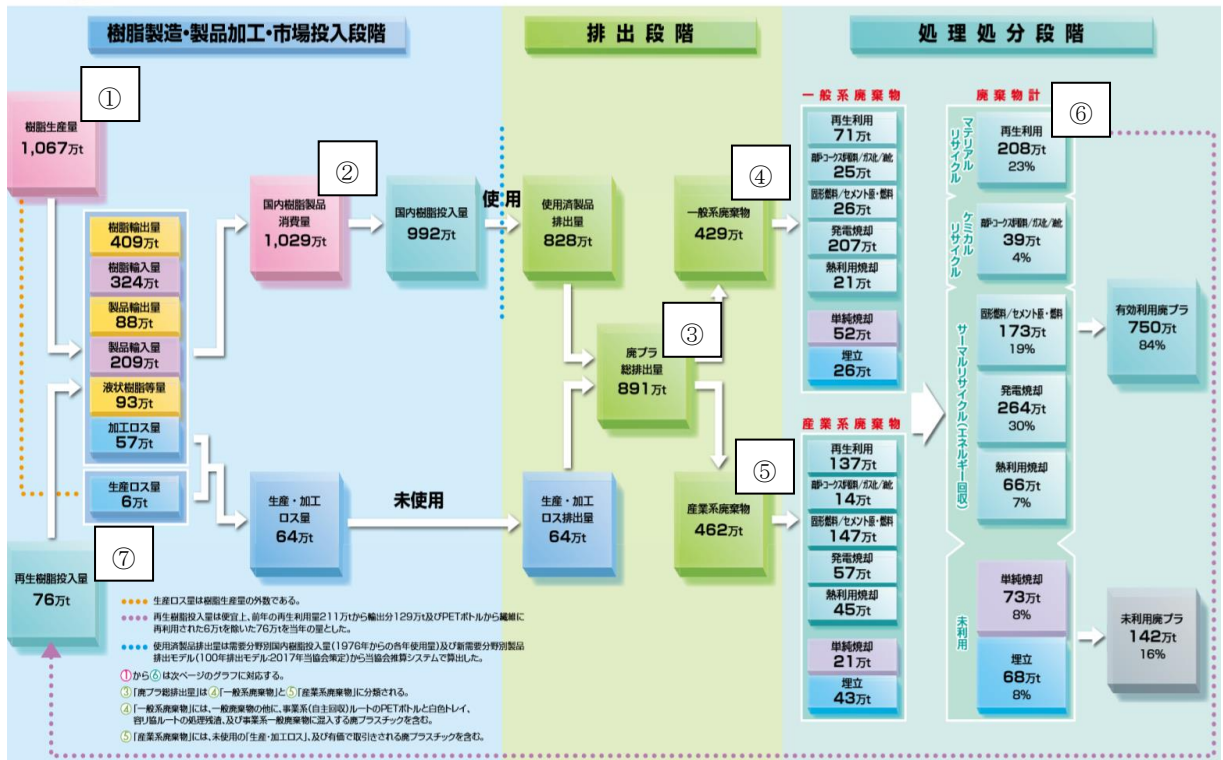 樹脂製造・製品加工・市場投入段階
排出段階
処理処分段階
①
樹脂生産量
1,067万t
樹脂輸出量
409万t
樹脂輸入量
324万t
製品輸出量
88万t
製品輸入量
209万t
液状樹脂等量
93万t
加工ロス量
57万t
生産ロス量
6万t
⑦
再生樹脂投入量
76万t
②
国内樹脂製品
消費量
1,029万t
国内樹脂投入量
992万t
使用
生産・加工
ロス量
64万t
未使用
使用済製品
排出量
828万t
③
廃プラ
総排出量
891万t
生産・加工
ロス排出量
64万t
④
一般系廃棄物
429万t
⑤
産業系廃棄物
462万t
一般系廃棄物
再生利用
71万t
高炉・コークス炉原料/ガス化/油化
25万t
固形燃料/セメント原・燃料
26万t
発電焼却
207万t
熱利用焼却
21万t
単純焼却
52万t
埋立
26万t
産業系廃棄物
再生利用
137万t
高炉・コークス炉原料/ガス化/油化
14万t
固形燃料/セメント原・燃料
147万t
発電焼却
57万t
熱利用焼却
45万t
単純焼却
21万t
埋立
43万t
廃棄物計
⑥
マテリアル
リサイクル
再生利用
208万t
23%
ケミカル
リサイクル
高炉・コークス炉原料/ガス化/油化
39万t
4%
サーマルリサイクル(エネルギー回収)
固形燃料/セメント原・燃料
173万t
19%
発電焼却
264万t
30%
熱利用焼却
66万t
7%
未利用
単純焼却
73万t
8%
埋立
68万t
8%
有効利用廃プラ
750万t
84%
未利用廃プラ
142万t
16%
生産ロス量は樹脂生産量の外数である。
再生樹脂投入量は便宜上、前年の再生利用量211万tから輸出分129万t及びPETボトルから繊維に
再利用された6万tを除いた76万tを当年の量とした。
使用済製品排出量は需要分野別国内樹脂投入量(1976年からの各年使用量)及び新需要分野別製品
排出モデル(100年排出モデル:2017年当協会策定)から当協会推算システムで算出した。
①から⑥は次ページのグラフに対応する。
③「廃プラ総排出量」は④「一般系廃棄物」と⑤「産業系廃棄物」に分類される。
④「一般系廃棄物」には、一般廃棄物の他に、事業系(自主回収)ルートのPETボトルと白色トレイ、
容リ協ルートの処理残渣、及び事業系一般廃棄物に混入する廃プラスチックを含む。
⑤「産業系廃棄物」には、未使用の「生産・加工ロス」、及び有価で取引きされる廃プラスチックを含む。